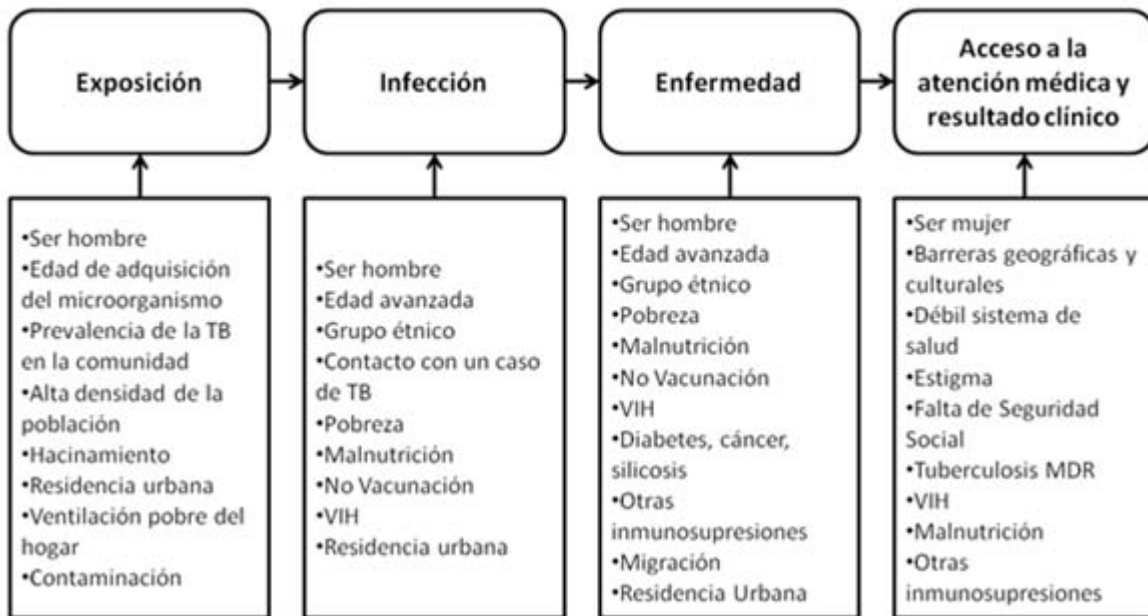 Exposición
Infección
Enfermedad
Acceso a la
atención médica y
resultado clínico
•Ser hombre
•Edad de adquisición
del microorganismo
•Prevalencia de la TB
en la comunidad
•Alta densidad de la
población
•Hacinamiento
•Residencia urbana
•Ventilación pobre del
hogar
•Contaminación
•Ser hombre
•Edad avanzada
•Grupo étnico
•Contacto con un caso
de TB
•Pobreza
•Malnutrición
•No Vacunación
•VIH
•Residencia urbana
•Ser hombre
•Edad avanzada
•Grupo étnico
•Pobreza
•Malnutrición
•No Vacunación
•VIH
•Diabetes, cáncer,
silicosis
•Otras
inmunosupresiones
•Migración
•Residencia Urbana
•Ser mujer
•Barreras geográficas y
culturales
•Débil sistema de
salud
•Estigma
•Falta de Seguridad
Social
•Tuberculosis MDR
•VIH
•Malnutrición
•Otras
inmunosupresiones